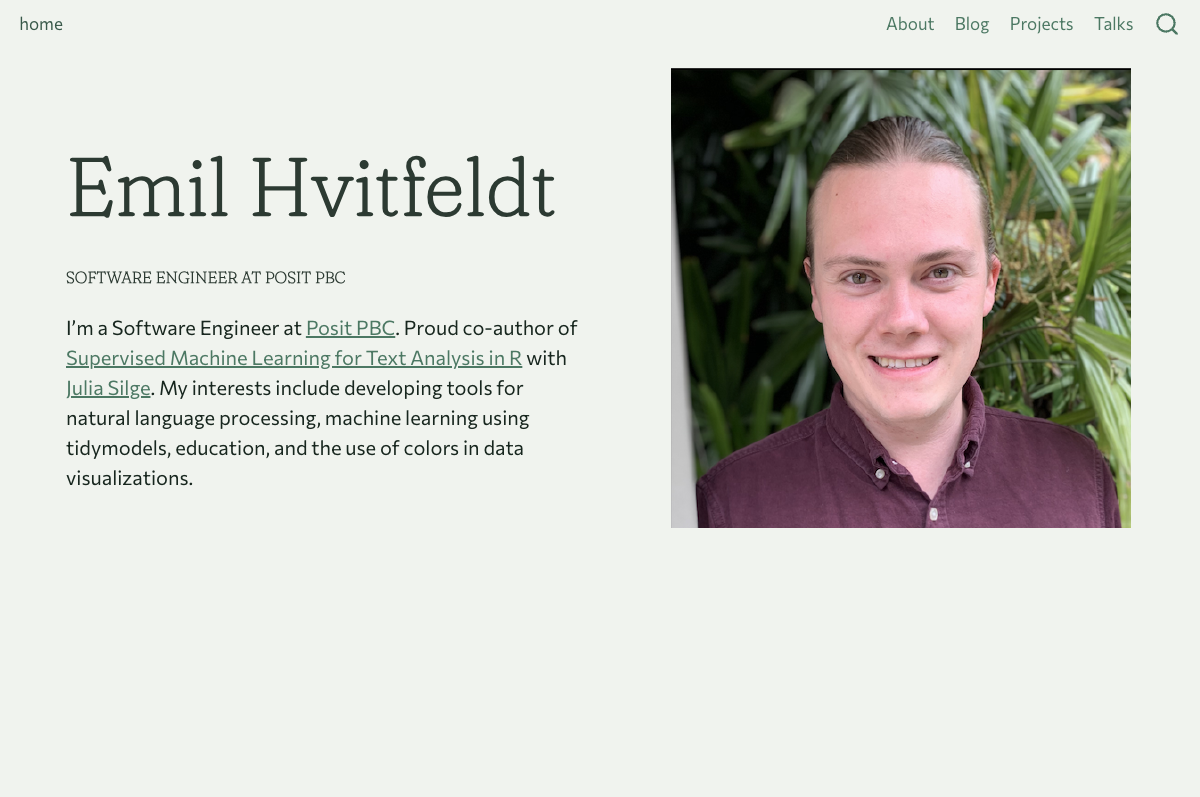 home
About Blog Projects Talks
Emil Hvitfeldt
SOFTWARE ENGINEER AT POSIT PBC
I’m a Software Engineer at Posit PBC. Proud co-author of
Supervised Machine Learning for Text Analysis in R with
Julia Silge. My interests include developing tools for
natural language processing, machine learning using
tidymodels, education, and the use of colors in data
visualizations.